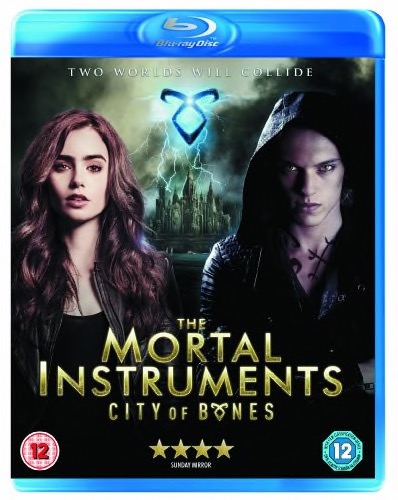 Blu-ray Disc
TWO WORLDS WILL COLLIDE
THE
MORTAL
INSTRUMENTS
CITY OF BONES
12
12
★★★★
SUNDAY MIRROR